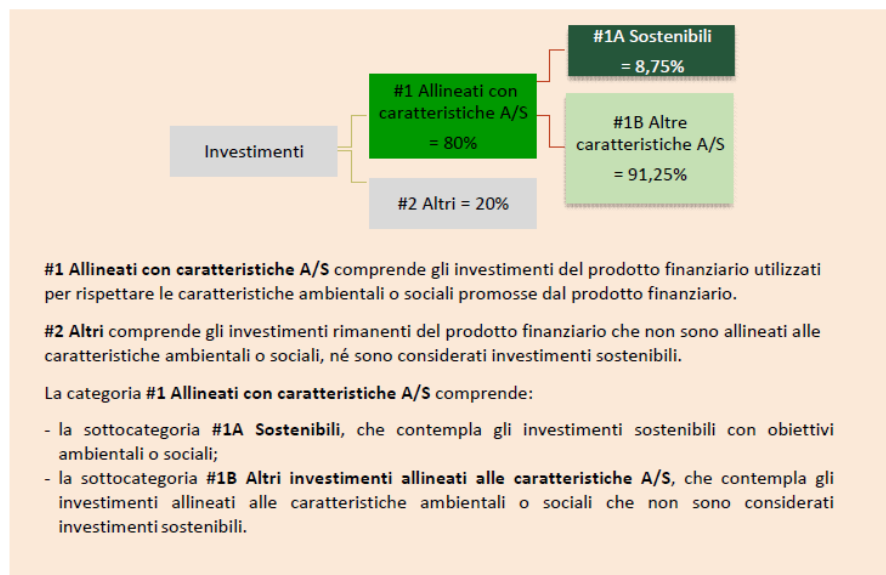 #1A Sostenibili
= 8,75%
#1 Allineati con
caratteristiche A/S
= 80%
#1B Altre
caratteristiche A/S
= 91,25%
Investimenti
#2 Altri = 20%
#1 Allineati con caratteristiche A/S comprende gli investimenti del prodotto finanziario utilizzati
per rispettare le caratteristiche ambientali o sociali promosse dal prodotto finanziario.
#2 Altri comprende gli investimenti rimanenti del prodotto finanziario che non sono allineati alle
caratteristiche ambientali o sociali, né sono considerati investimenti sostenibili.
La categoria #1 Allineati con caratteristiche A/S comprende:
- la sottocategoria #1A Sostenibili, che contempla gli investimenti sostenibili con obiettivi
ambientali o sociali;
- la sottocategoria #1B Altri investimenti allineati alle caratteristiche A/S, che contempla gli
investimenti allineati alle caratteristiche ambientali o sociali che non sono considerati
investimenti sostenibili.